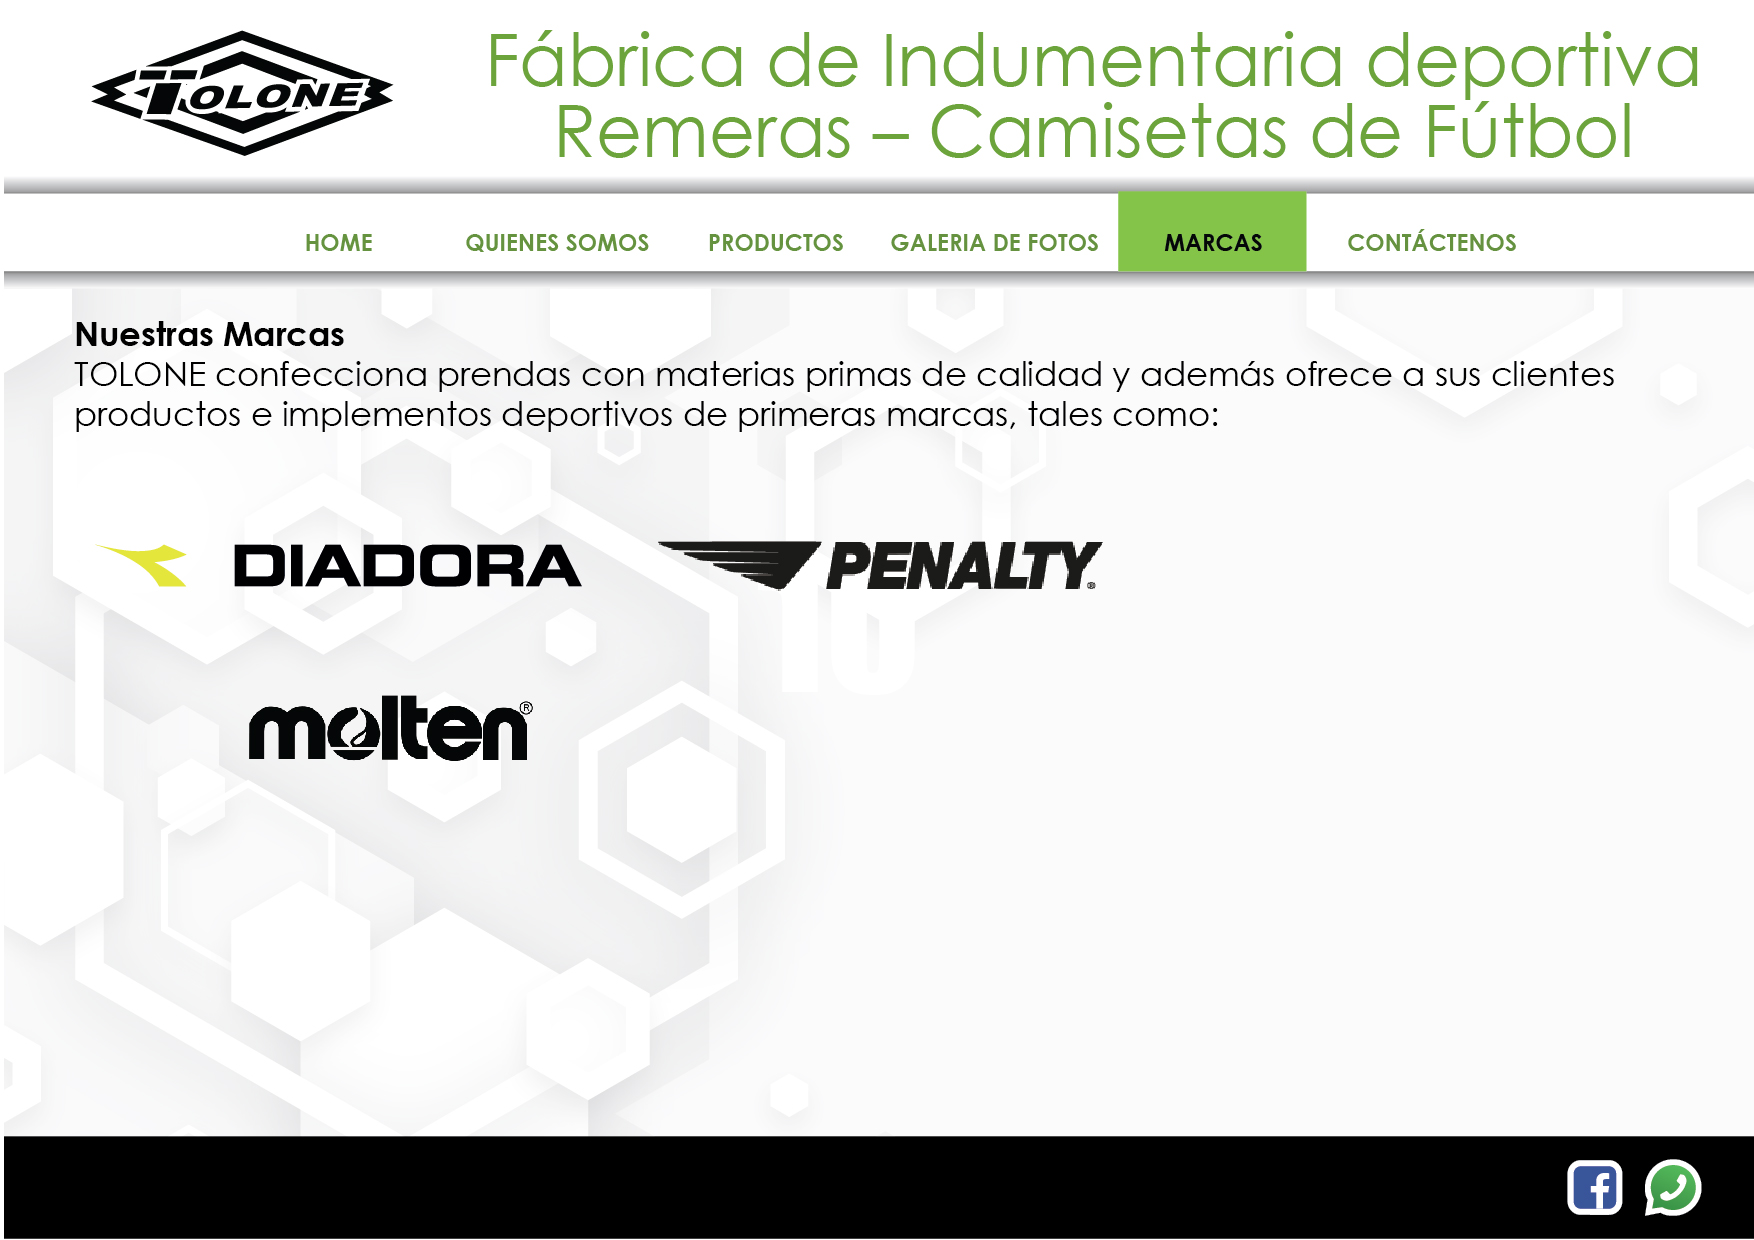 TOLONE
Fábrica de Indumentaria deportiva
Remeras – Camisetas de Fútbol
HOME QUIENES SOMOS PRODUCTOS GALERIA DE FOTOS MARCAS CONTÁCTENOS
Nuestras Marcas
TOLONE confecciona prendas con materias primas de calidad y además ofrece a sus clientes
productos e implementos deportivos de primeras marcas, tales como:
DIADORA PENALTY®
10
molten®